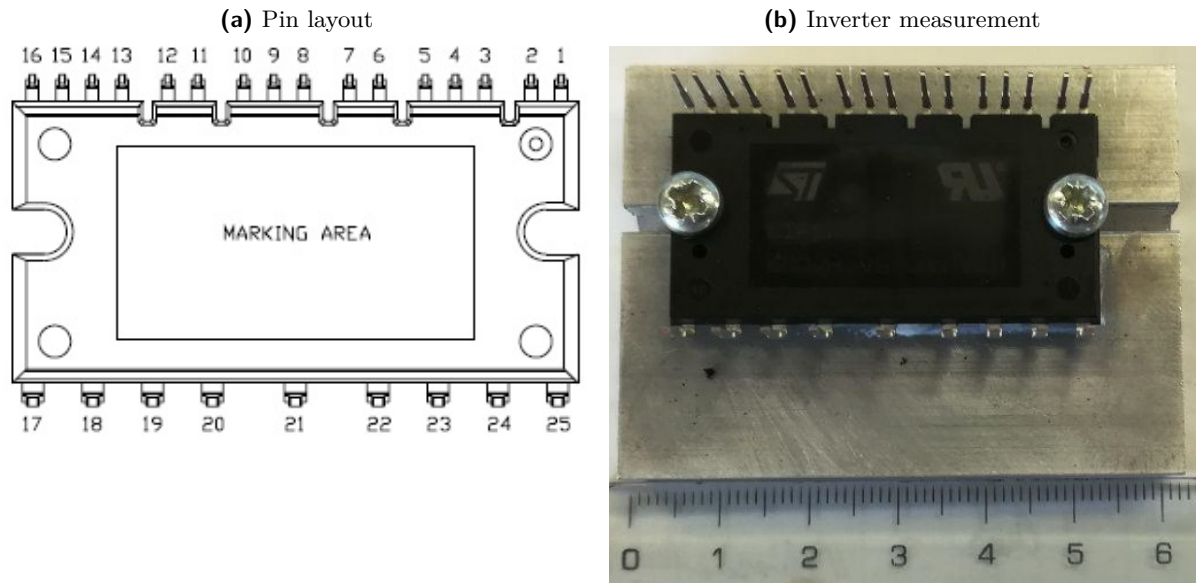 (a) Pin layout
16 15 14 13 12 11 10 9 8 7 6 5 4 3 2 1
MARKING AREA
17 18 19 20 21 22 23 24 25
(b) Inverter measurement
ST
UR
0 1 2 3 4 5 6